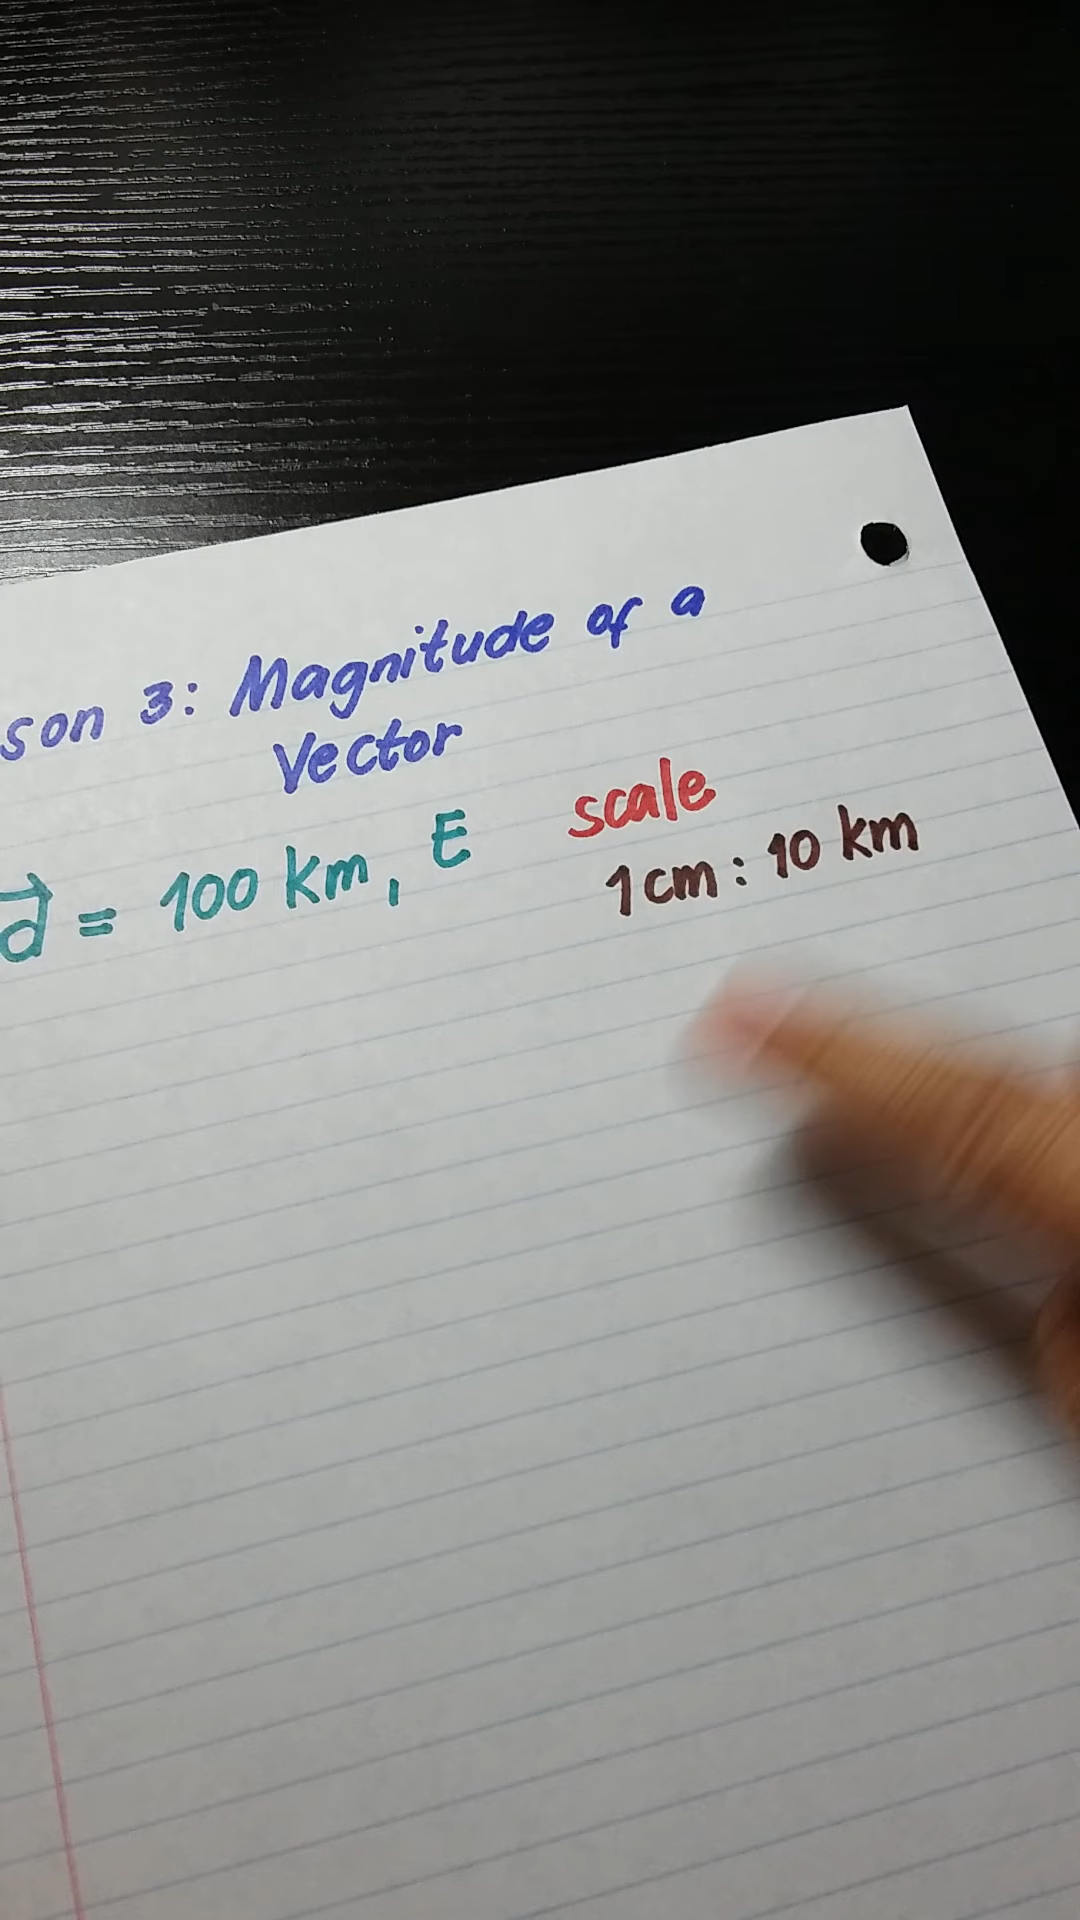 son 3: Magnitude of a
Vector
d⃗ = 100 km, E
scale
1cm : 10 km